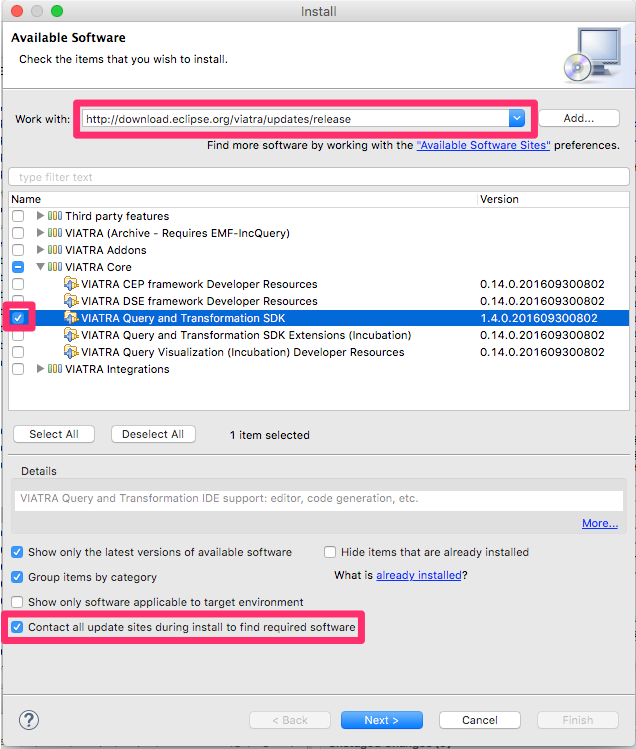 Install
Available Software
Check the items that you wish to install.
Work with: http://download.eclipse.org/viatra/updates/release Add...
Find more software by working with the "Available Software Sites" preferences.
type filter text
Name Version
Third party features
VIATRA (Archive - Requires EMF-IncQuery)
VIATRA Addons
VIATRA Core
VIATRA CEP framework Developer Resources 0.14.0.201609300802
VIATRA DSE framework Developer Resources 0.14.0.201609300802
VIATRA Query and Transformation SDK 1.4.0.201609300802
VIATRA Query and Transformation SDK Extensions (Incubation) 0.14.0.201609300802
VIATRA Query Visualization (Incubation) Developer Resources 0.14.0.201609300802
VIATRA Integrations
Select All Deselect All 1 item selected
Details
VIATRA Query and Transformation IDE support: editor, code generation, etc.
More...
Show only the latest versions of available software Hide items that are already installed
Group items by category What is already installed?
Show only software applicable to target environment
Contact all update sites during install to find required software
? < Back Next > Cancel Finish